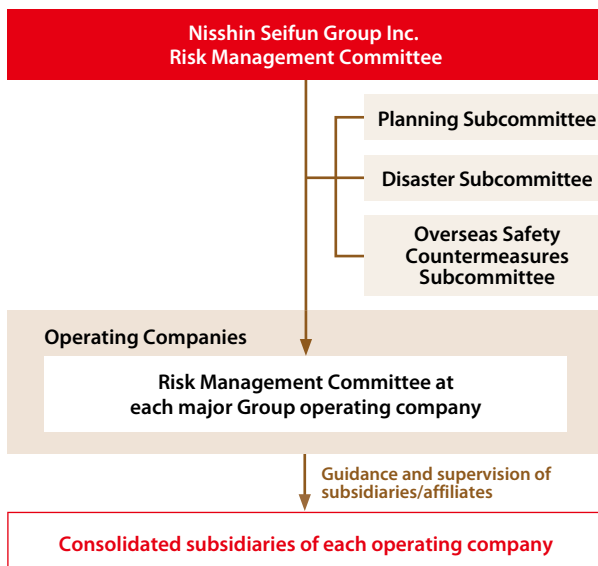 Nisshin Seifun Group Inc.
Risk Management Committee
Planning Subcommittee
Disaster Subcommittee
Overseas Safety
Countermeasures
Subcommittee
Operating Companies
Risk Management Committee at
each major Group operating company
Guidance and supervision of
subsidiaries/affiliates
Consolidated subsidiaries of each operating company